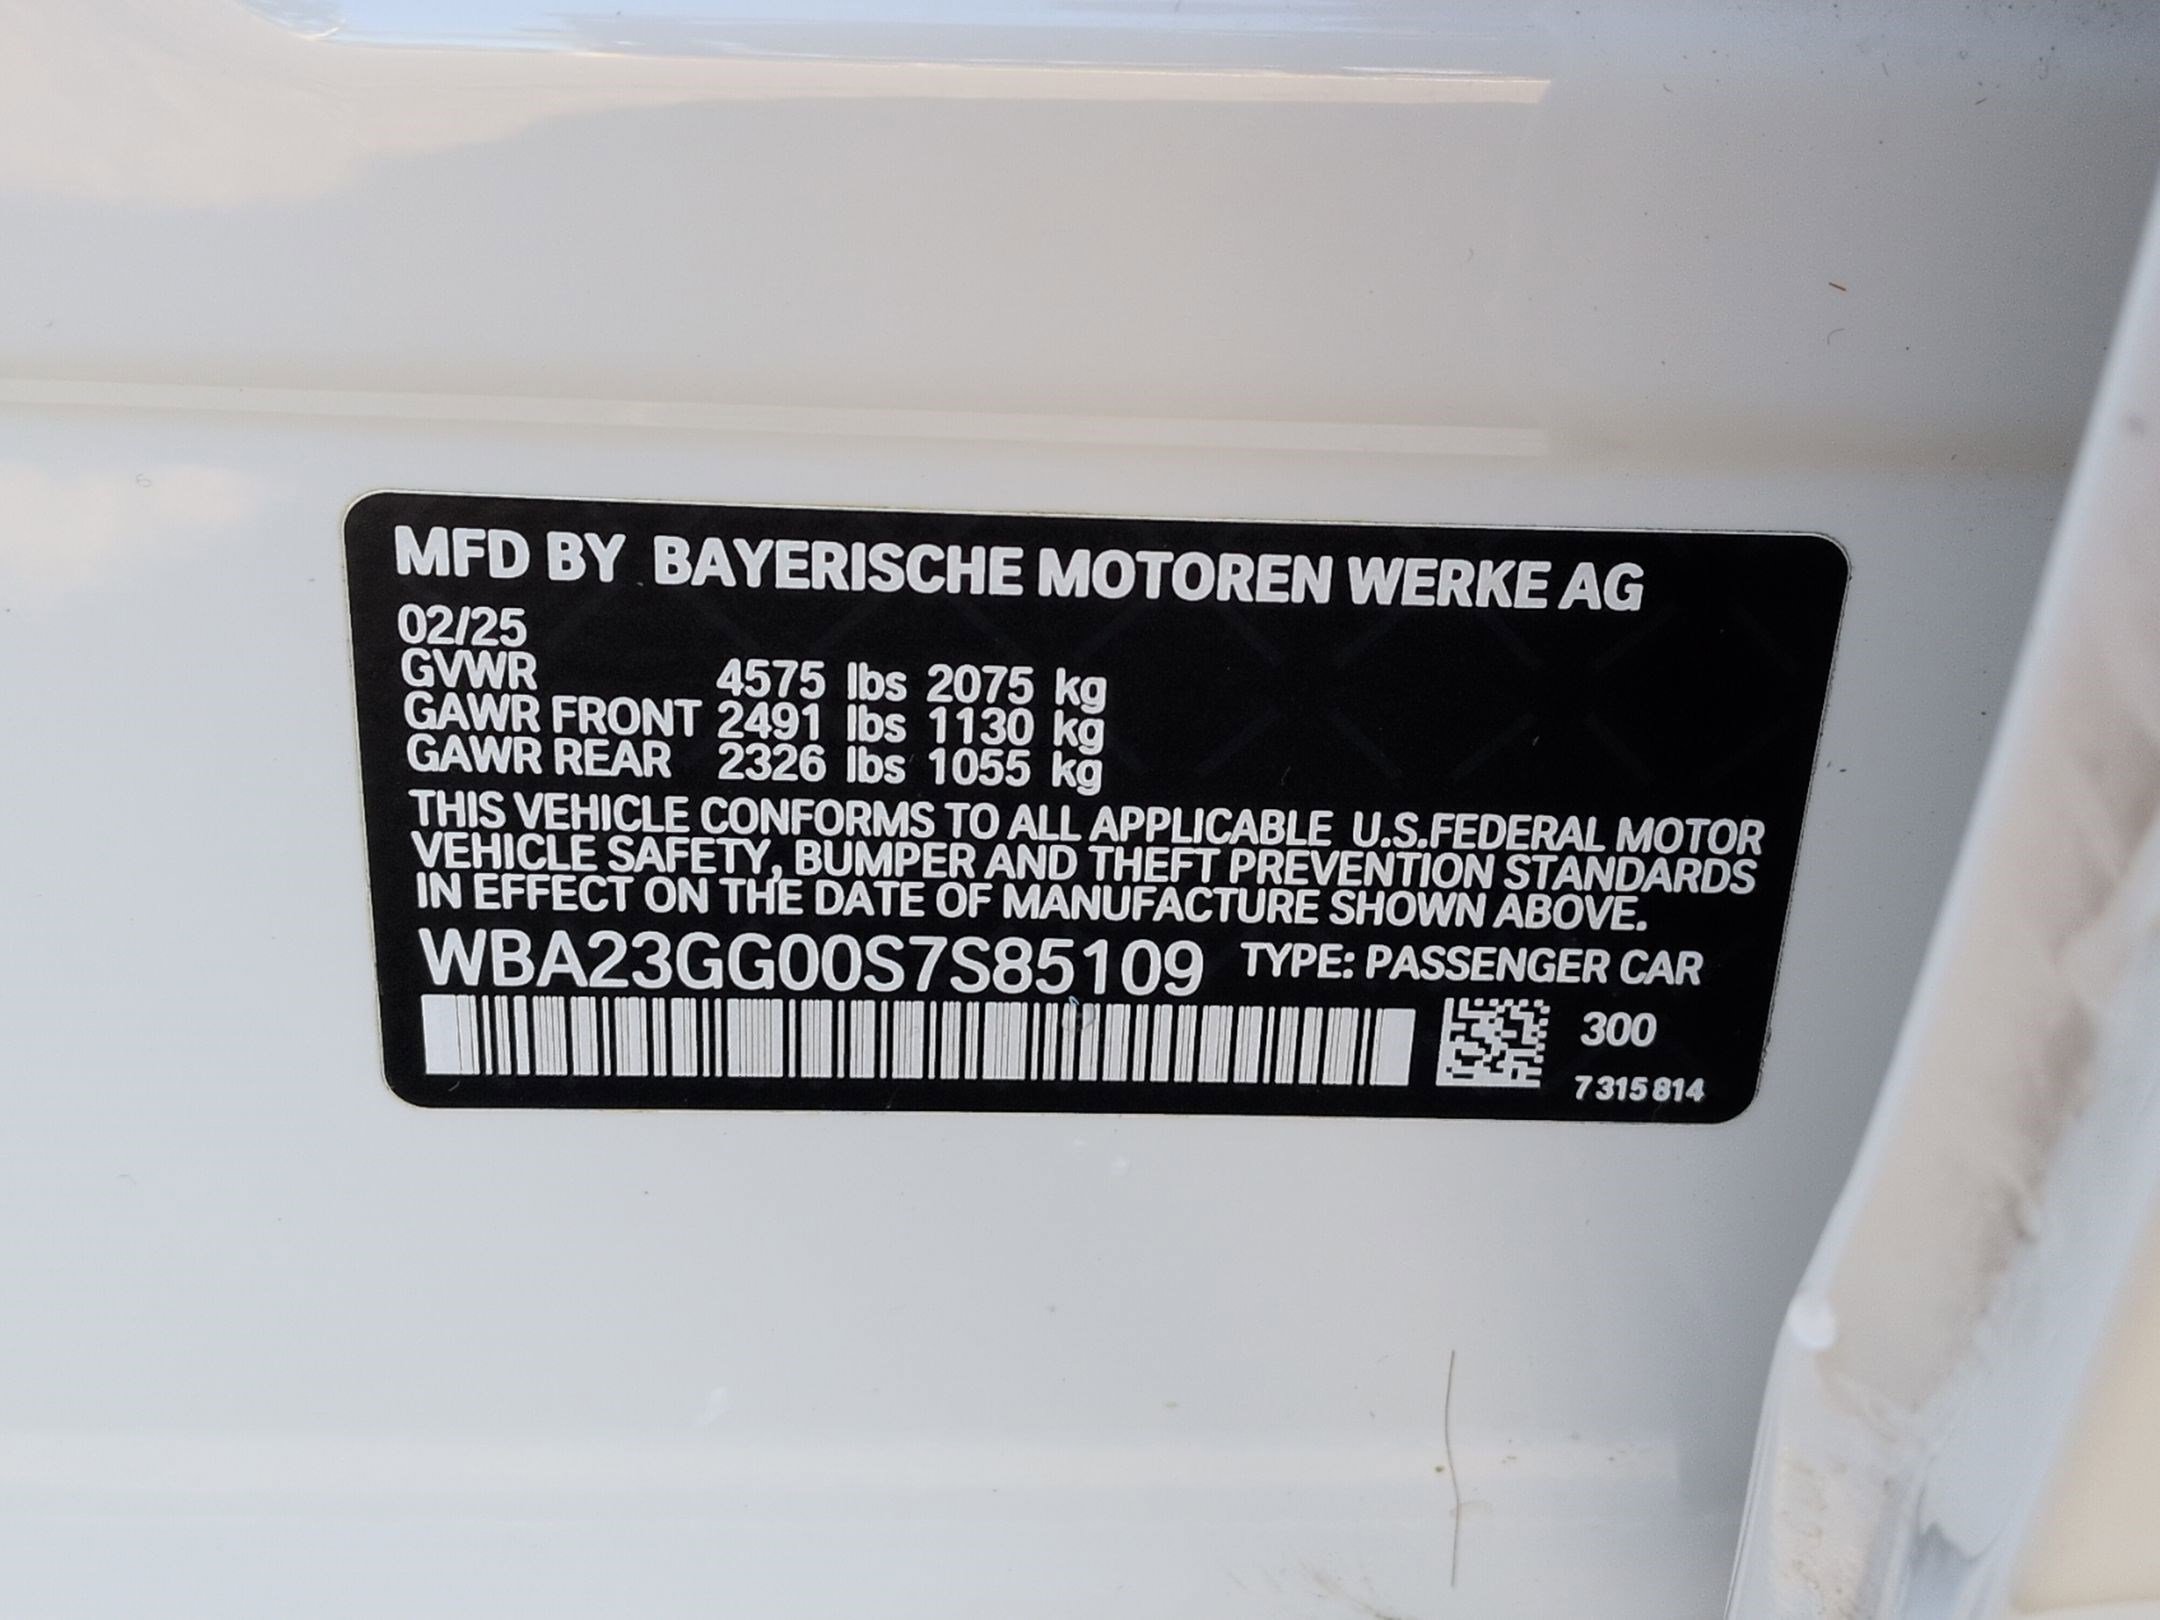 MFD BY BAYERISCHE MOTOREN WERKE AG
02/25
GVWR 4575 lbs 2075 kg
GAWR FRONT 2491 lbs 1130 kg
GAWR REAR 2326 lbs 1055 kg
THIS VEHICLE CONFORMS TO ALL APPLICABLE U.S.FEDERAL MOTOR
VEHICLE SAFETY, BUMPER AND THEFT PREVENTION STANDARDS
IN EFFECT ON THE DATE OF MANUFACTURE SHOWN ABOVE.
WBA23GG00S7S85109 TYPE: PASSENGER CAR
300
7 315 814